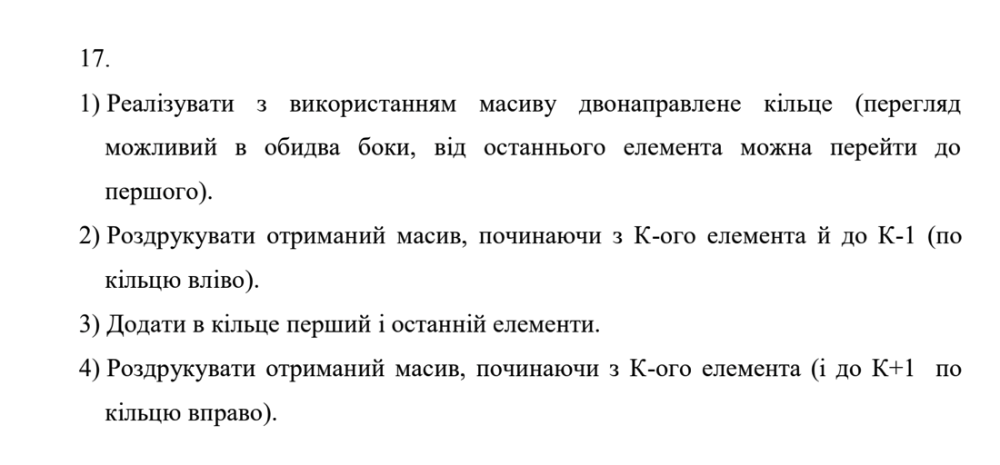 17.
1) Реалізувати з використанням масиву двонаправлене кільце (перегляд
можливий в обидва боки, від останнього елемента можна перейти до
першого).
2) Роздрукувати отриманий масив, починаючи з К-ого елемента й до К-1 (по
кільцю вліво).
3) Додати в кільце перший і останній елементи.
4) Роздрукувати отриманий масив, починаючи з К-ого елемента (і до К+1 по
кільцю вправо).